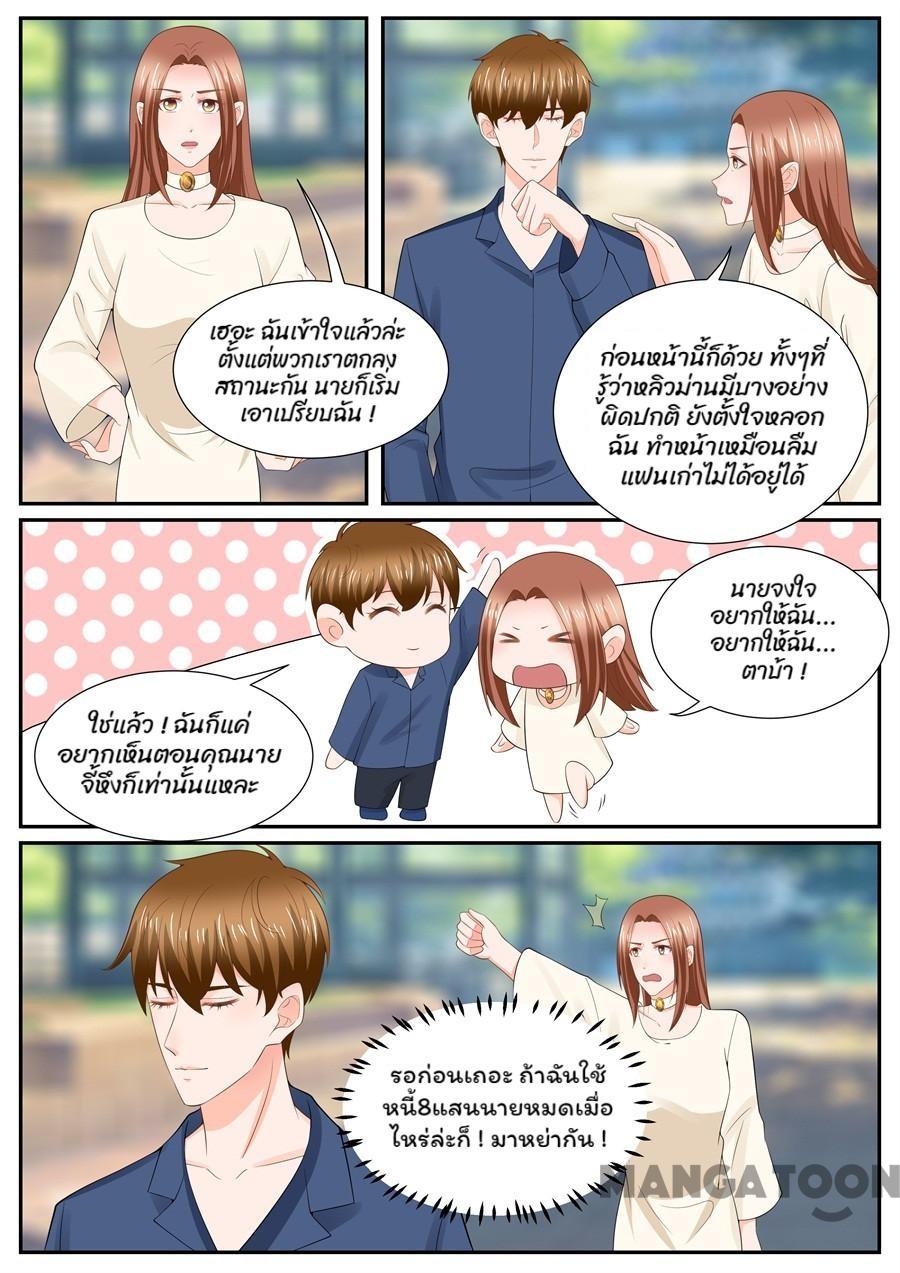 เฮอะ ฉันเข้าใจแล้วล่ะ
ตั้งแต่พวกเราตกลง
สถานะกัน นายก็เริ่ม
เอาเปรียบฉัน !
ก่อนหน้านี้ก็ด้วย ทั้งๆที่
รู้ว่าหลิวม่านมีบางอย่าง
ผิดปกติ ยังตั้งใจหลอก
ฉัน ทำหน้าเหมือนลืม
แฟนเก่าไม่ได้อยู่ได้
นายจงใจ
อยากให้ฉัน...
อยากให้ฉัน...
ตาบ้า !
ใช่แล้ว ! ฉันก็แค่
อยากเห็นตอนคุณนาย
จี้หึงก็เท่านั้นแหละ
รอก่อนเถอะ ถ้าฉันใช้
หนี้8แสนนายหมดเมื่อ
ไหร่ล่ะก็ ! มาหย่ากัน !
MANGATOON